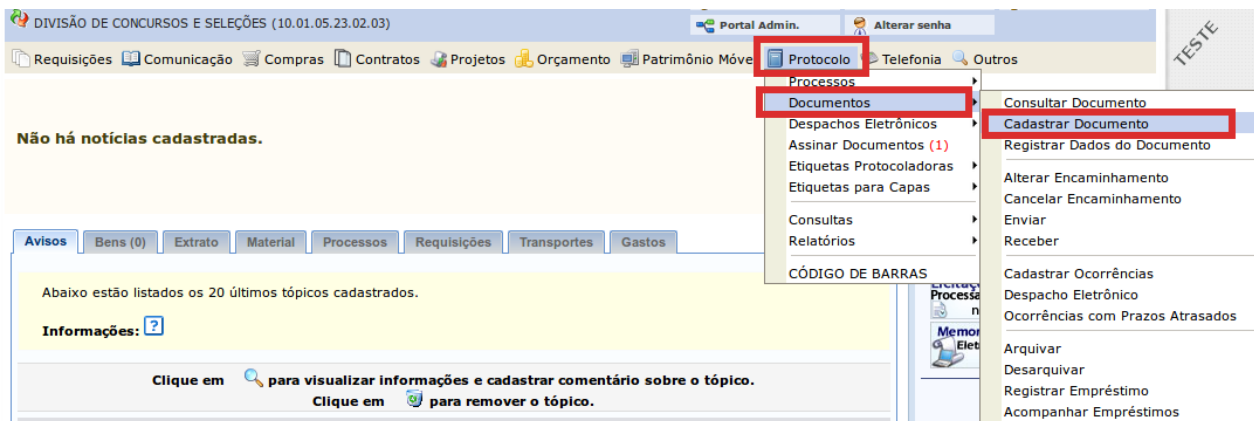 DIVISÃO DE CONCURSOS E SELEÇÕES (10.01.05.23.02.03)
Portal Admin.
Alterar senha
TESTE
Requisições Comunicação Compras Contratos Projetos Orçamento Patrimônio Móve Protocolo Telefonia Outros
Processos
Documentos
Despachos Eletrônicos
Assinar Documentos (1)
Etiquetas Protocoladoras
Etiquetas para Capas
Consultas
Relatórios
CÓDIGO DE BARRAS
Consultar Documento
Cadastrar Documento
Registrar Dados do Documento
Alterar Encaminhamento
Cancelar Encaminhamento
Enviar
Receber
Cadastrar Ocorrências
Despacho Eletrônico
Ocorrências com Prazos Atrasados
Arquivar
Desarquivar
Registrar Empréstimo
Acompanhar Empréstimos
Não há notícias cadastradas.
Avisos Bens (0) Extrato Material Processos Requisições Transportes Gastos
Abaixo estão listados os 20 últimos tópicos cadastrados.
Informações: ?
Clique em para visualizar informações e cadastrar comentário sobre o tópico.
Clique em para remover o tópico.
Processa
n
Memor
Elet